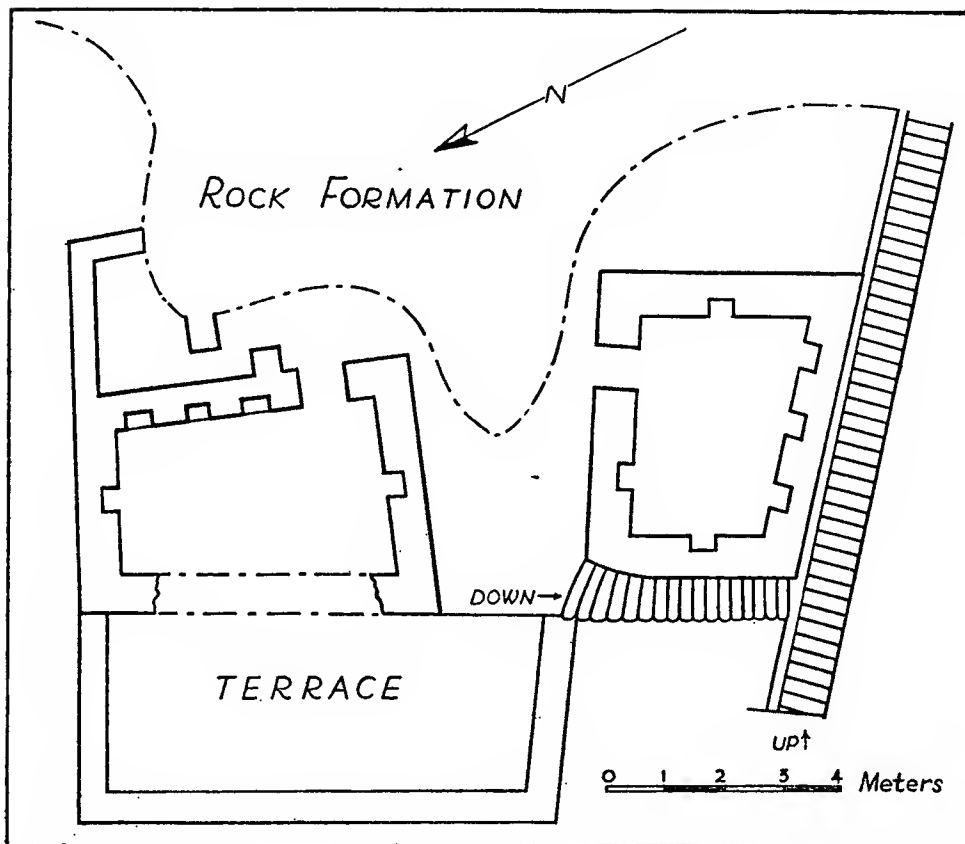 N
ROCK FORMATION
DOWN→
TERRACE
UP↑
0 1 2 3 4 Meters